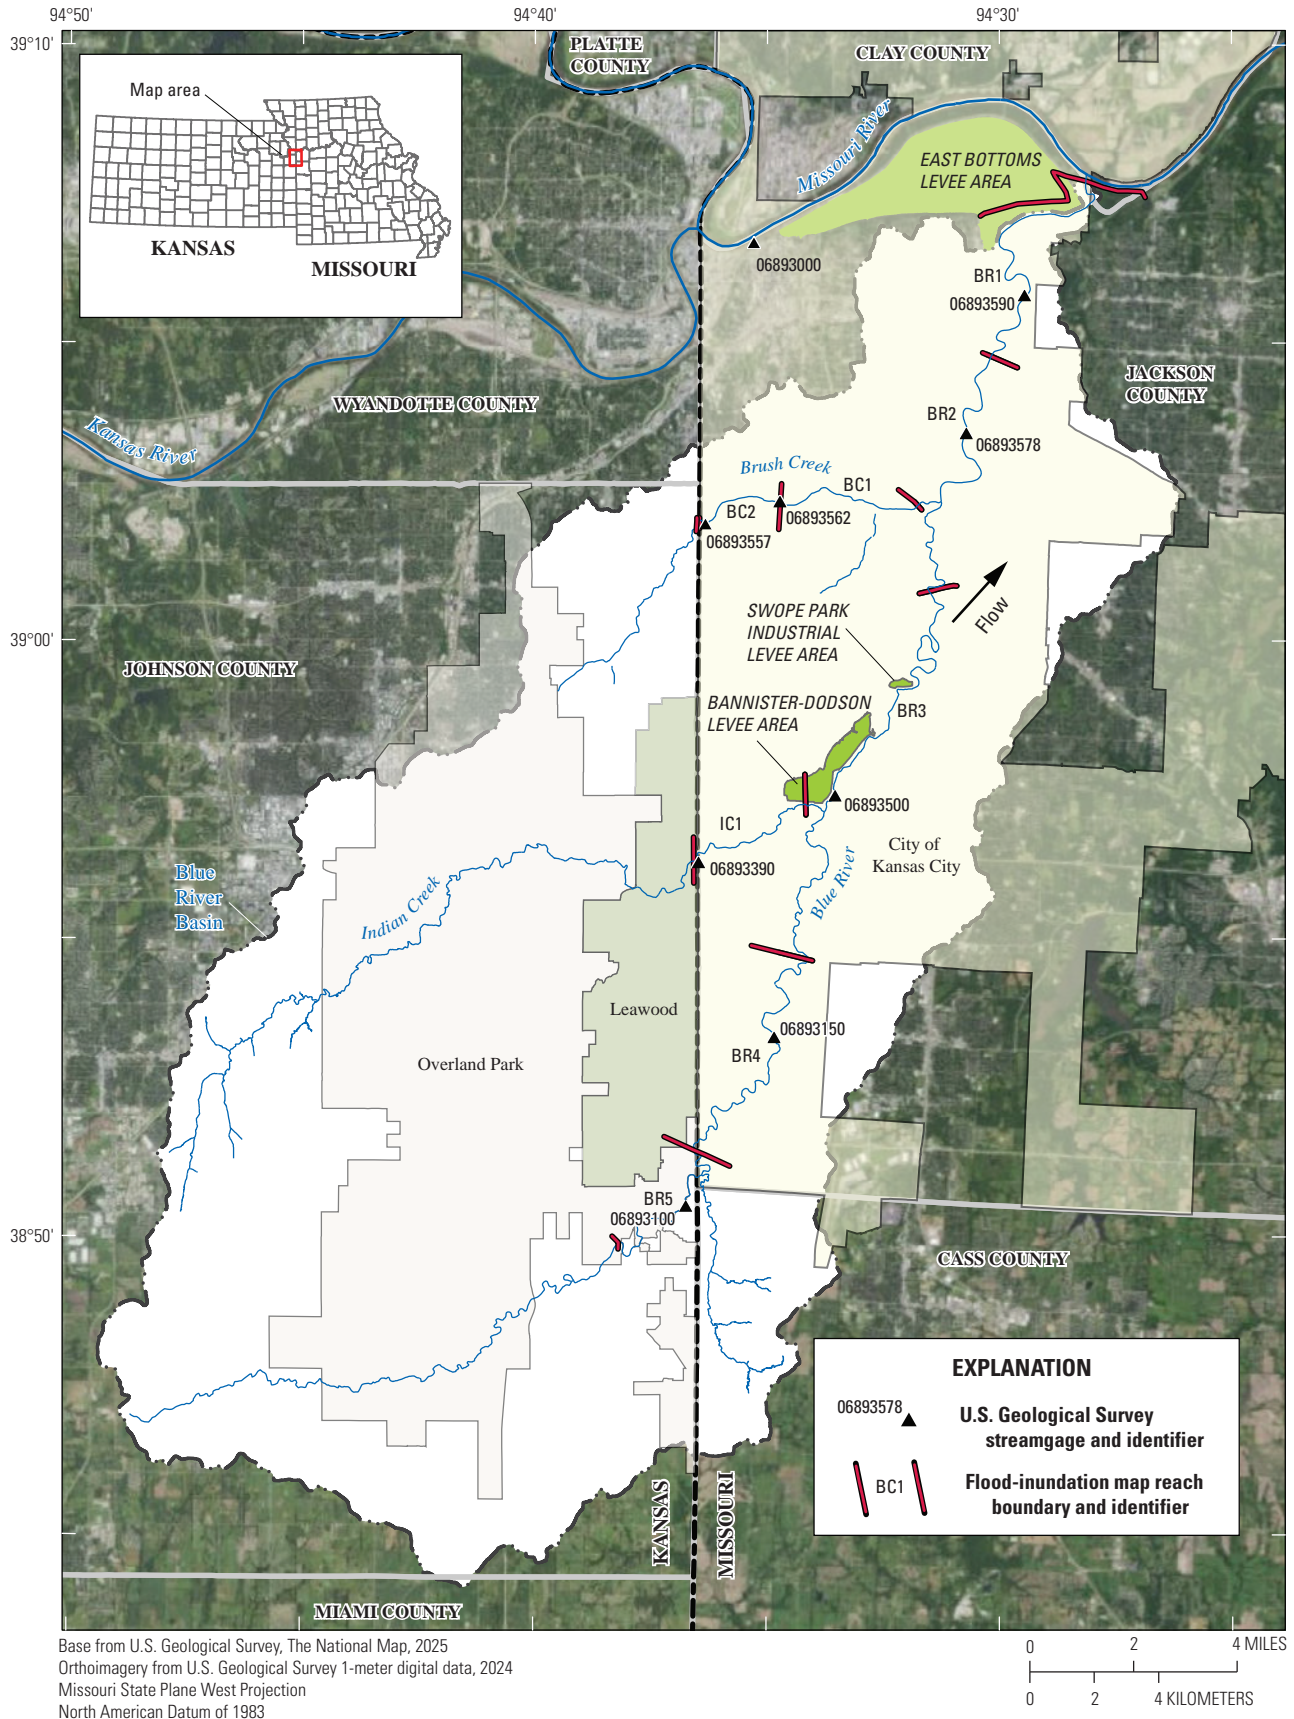 94°50'
94°40'
94°30'
39°10'
39°00'
38°50'
Map area
KANSAS
MISSOURI
PLATTE
COUNTY
CLAY COUNTY
Missouri River
EAST BOTTOMS
LEVEE AREA
06893000
BR1
06893590
JACKSON
COUNTY
WYANDOTTE COUNTY
Kansas River
BR2
06893578
Brush Creek
BC1
BC2
06893562
06893557
Flow
SWOPE PARK
INDUSTRIAL
LEVEE AREA
JOHNSON COUNTY
BANNISTER-DODSON
LEVEE AREA
BR3
06893500
IC1
06893390
City of
Kansas City
Blue
River
Basin
Indian Creek
Blue River
Leawood
06893150
BR4
Overland Park
BR5
06893100
CASS COUNTY
KANSAS
MISSOURI
MIAMI COUNTY
EXPLANATION
06893578
U.S. Geological Survey
streamgage and identifier
BC1
Flood-inundation map reach
boundary and identifier
Base from U.S. Geological Survey, The National Map, 2025
Orthoimagery from U.S. Geological Survey 1-meter digital data, 2024
Missouri State Plane West Projection
North American Datum of 1983
0 2 4 MILES
0 2 4 KILOMETERS